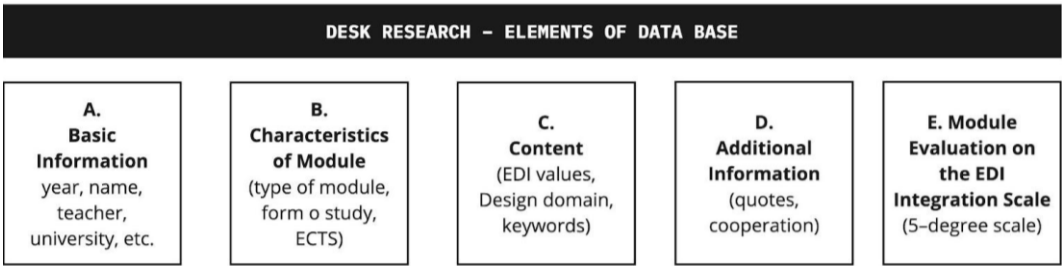 DESK RESEARCH – ELEMENTS OF DATA BASE
A.
Basic
Information
year, name,
teacher,
university, etc.
B.
Characteristics
of Module
(type of module,
form o study,
ECTS)
C.
Content
(EDI values,
Design domain,
keywords)
D.
Additional
Information
(quotes,
cooperation)
E. Module
Evaluation on
the EDI
Integration Scale
(5–degree scale)